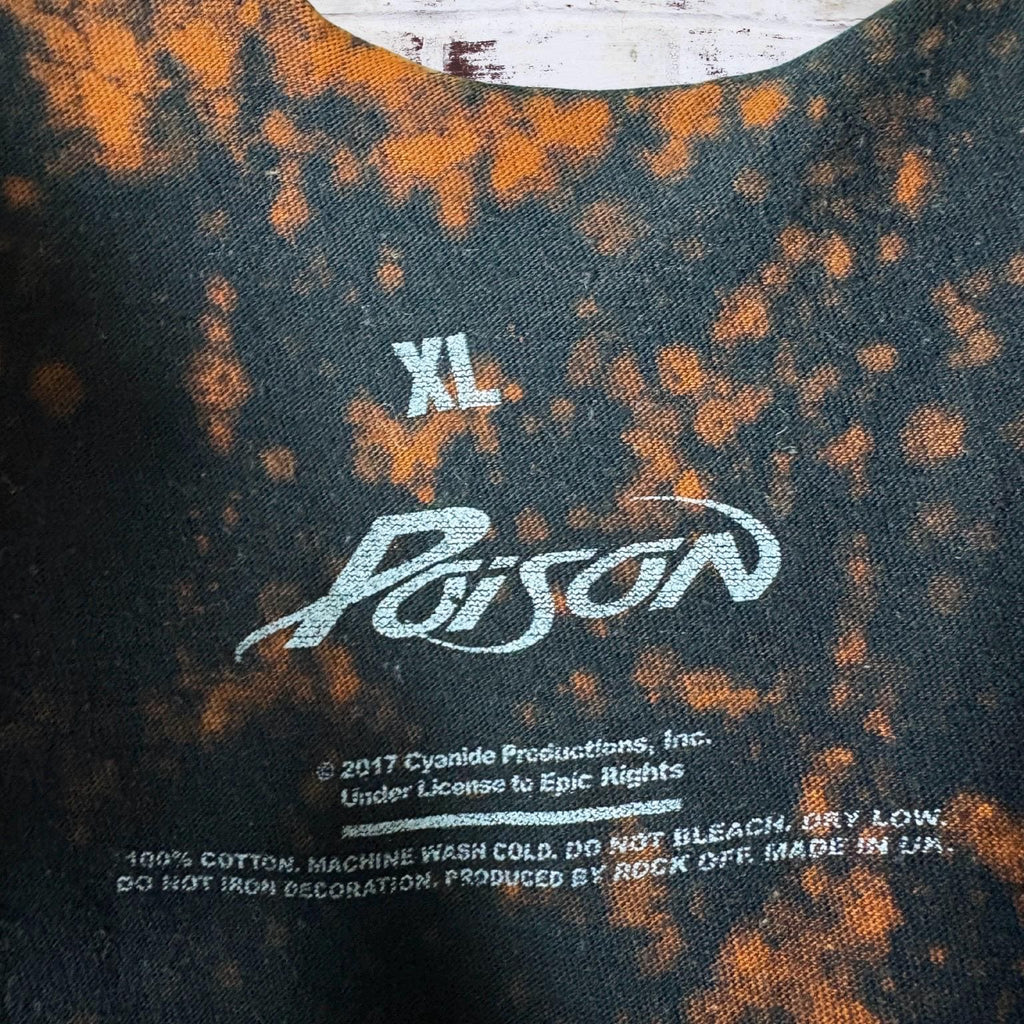 XL
POISON
© 2017 Cyanide Productions, Inc.
Under License to Epic Rights
100% COTTON. MACHINE WASH COLD. DO NOT BLEACH. DRY LOW.
DO NOT IRON DECORATION. PRODUCED BY ROCK OFF. MADE IN UK.